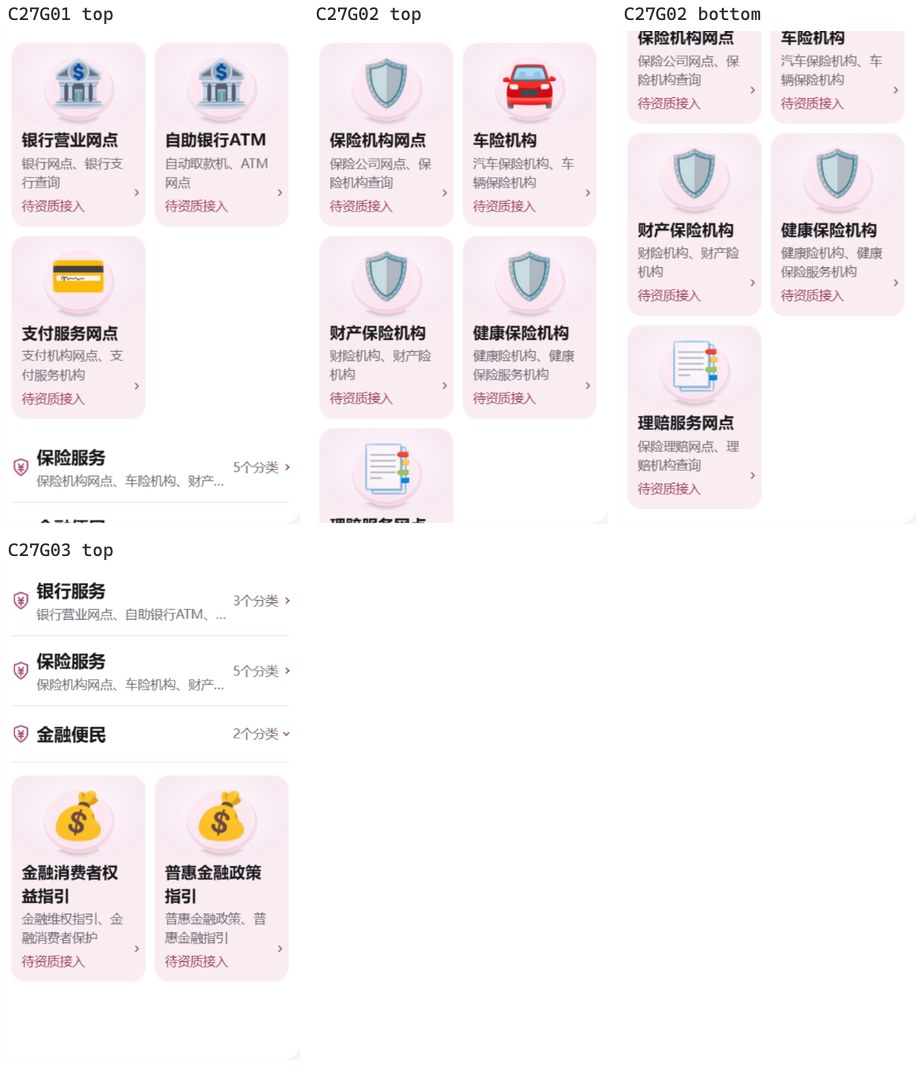 C27G01 top
银行营业网点
银行网点、银行支
行查询
待资质接入
自助银行ATM
自动取款机、ATM
网点
待资质接入
支付服务网点
支付机构网点、支
付服务机构
待资质接入
保险服务
保险机构网点、车险机构、财产...
5个分类
金融便民
C27G02 top
保险机构网点
保险公司网点、保
险机构查询
待资质接入
车险机构
汽车保险机构、车
辆保险机构
待资质接入
财产保险机构
财险机构、财产险
机构
待资质接入
健康保险机构
健康险机构、健康
保险服务机构
待资质接入
理赔服务网点
C27G02 bottom
保险机构网点
保险公司网点、保
险机构查询
待资质接入
车险机构
汽车保险机构、车
辆保险机构
待资质接入
财产保险机构
财险机构、财产险
机构
待资质接入
健康保险机构
健康险机构、健康
保险服务机构
待资质接入
理赔服务网点
保险理赔网点、理
赔机构查询
待资质接入
C27G03 top
银行服务
银行营业网点、自助银行ATM、...
3个分类
保险服务
保险机构网点、车险机构、财产...
5个分类
金融便民
2个分类
金融消费者权
益指引
金融维权指引、金
融消费者保护
待资质接入
普惠金融政策
指引
普惠金融政策、普
惠金融指引
待资质接入